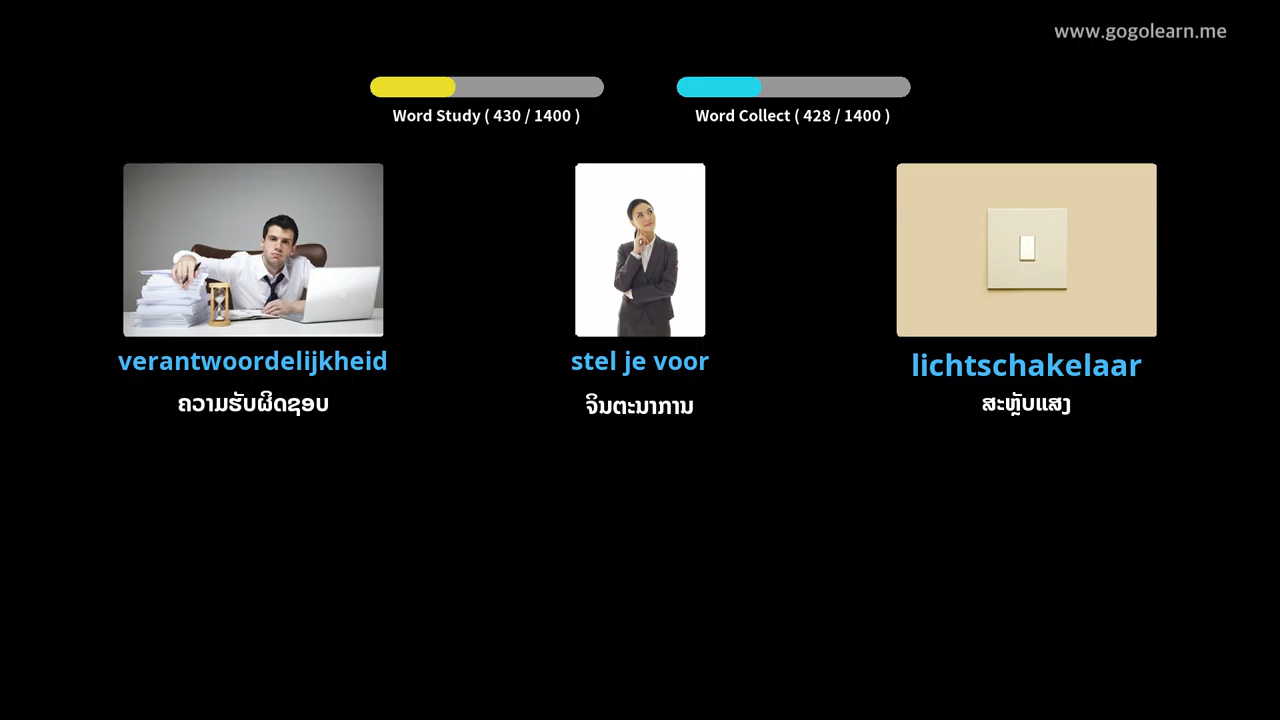 www.gogolearn.me
Word Study ( 430 / 1400 )
Word Collect ( 428 / 1400 )
verantwoordelijkheid
ຄວາມຮັບຜິດຊອບ
stel je voor
ຈິນຕະນາການ
lichtschakelaar
ສະຫຼັບແສງ